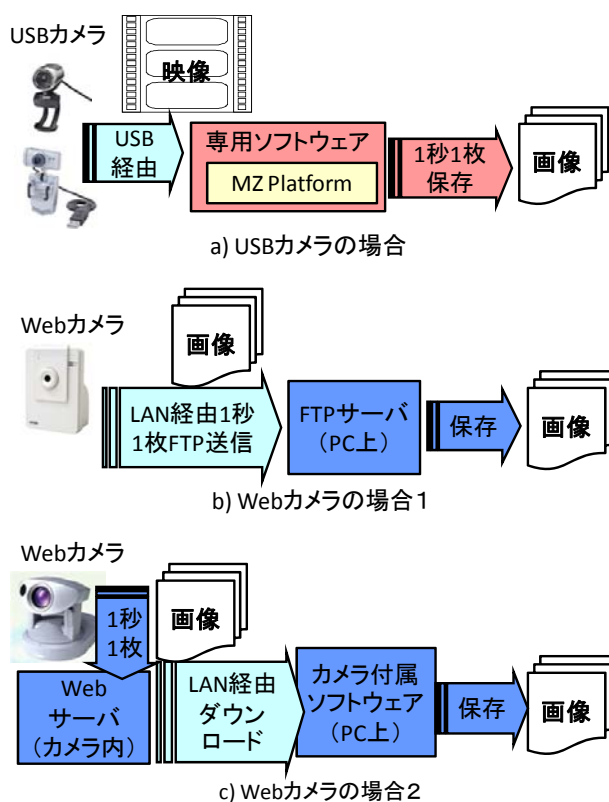 USBカメラ
映像
USB
経由
専用ソフトウェア
MZ Platform
1秒1枚
保存
画像
a) USBカメラの場合
Webカメラ
画像
LAN経由1秒
1枚FTP送信
FTPサーバ
（PC上）
保存
画像
b) Webカメラの場合１
Webカメラ
1秒
1枚
画像
Web
サーバ
（カメラ内）
LAN経由
ダウン
ロード
カメラ付属
ソフトウェア
（PC上）
保存
画像
c) Webカメラの場合２